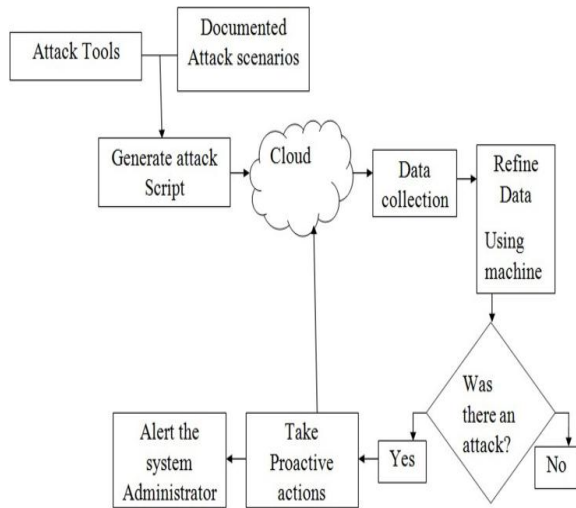 Attack Tools
Documented
Attack scenarios
Generate attack
Script
Cloud
Data
collection
Refine
Data
Using
machine
Was
there an
attack?
Yes
No
Take
Proactive
actions
Alert the
system
Administrator